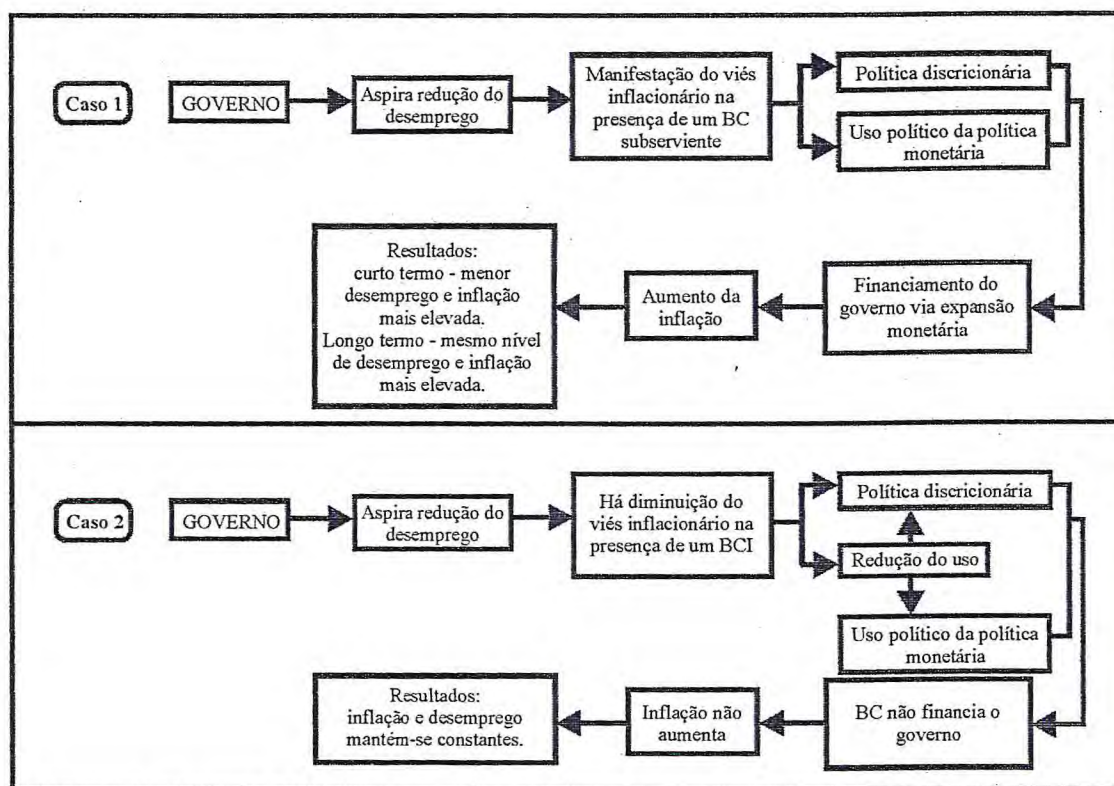 Caso 1
GOVERNO
Aspira redução do
desemprego
Manifestação do viés
inflacionário na
presença de um BC
subserviente
Política discricionária
Uso político da política
monetária
Financiamento do
governo via expansão
monetária
Aumento da
inflação
Resultados:
curto termo - menor
desemprego e inflação
mais elevada.
Longo termo - mesmo nível
de desemprego e inflação
mais elevada.
Caso 2
GOVERNO
Aspira redução do
desemprego
Há diminuição do
viés inflacionário na
presença de um BCI
Política discricionária
Redução do uso
Uso político da política
monetária
BC não financia o
governo
Inflação não
aumenta
Resultados:
inflação e desemprego
mantém-se constantes.